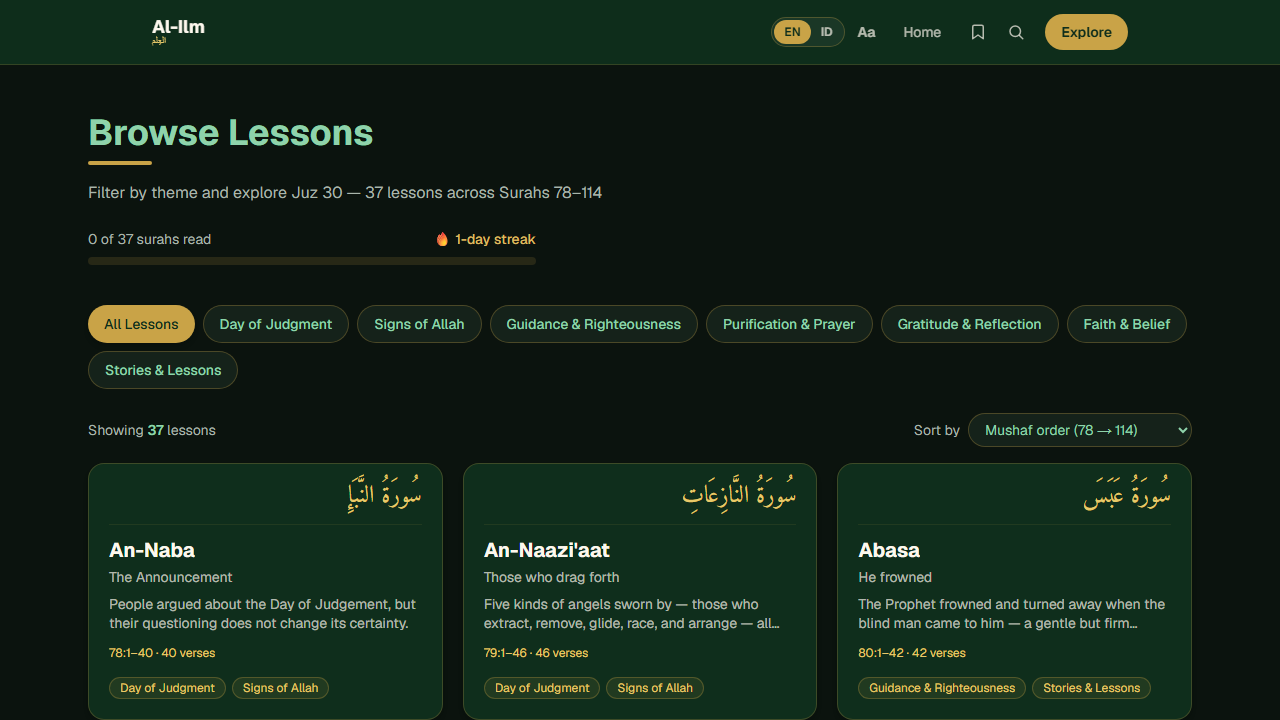 Al-Ilm
العِلم
EN
ID
Aa
Home
Explore
Browse Lessons
Filter by theme and explore Juz 30 — 37 lessons across Surahs 78–114
0 of 37 surahs read
🔥 1-day streak
All Lessons
Day of Judgment
Signs of Allah
Guidance & Righteousness
Purification & Prayer
Gratitude & Reflection
Faith & Belief
Stories & Lessons
Showing 37 lessons
Sort by
Mushaf order (78 → 114)
سُورَةُ النَّبَإِ
An-Naba
The Announcement
People argued about the Day of Judgement, but
their questioning does not change its certainty.
78:1–40 · 40 verses
Day of Judgment
Signs of Allah
سُورَةُ النَّازِعَاتِ
An-Naazi'aat
Those who drag forth
Five kinds of angels sworn by — those who
extract, remove, glide, race, and arrange — all…
79:1–46 · 46 verses
Day of Judgment
Signs of Allah
سُورَةُ عَبَسَ
Abasa
He frowned
The Prophet frowned and turned away when the
blind man came to him — a gentle but firm…
80:1–42 · 42 verses
Guidance & Righteousness
Stories & Lessons